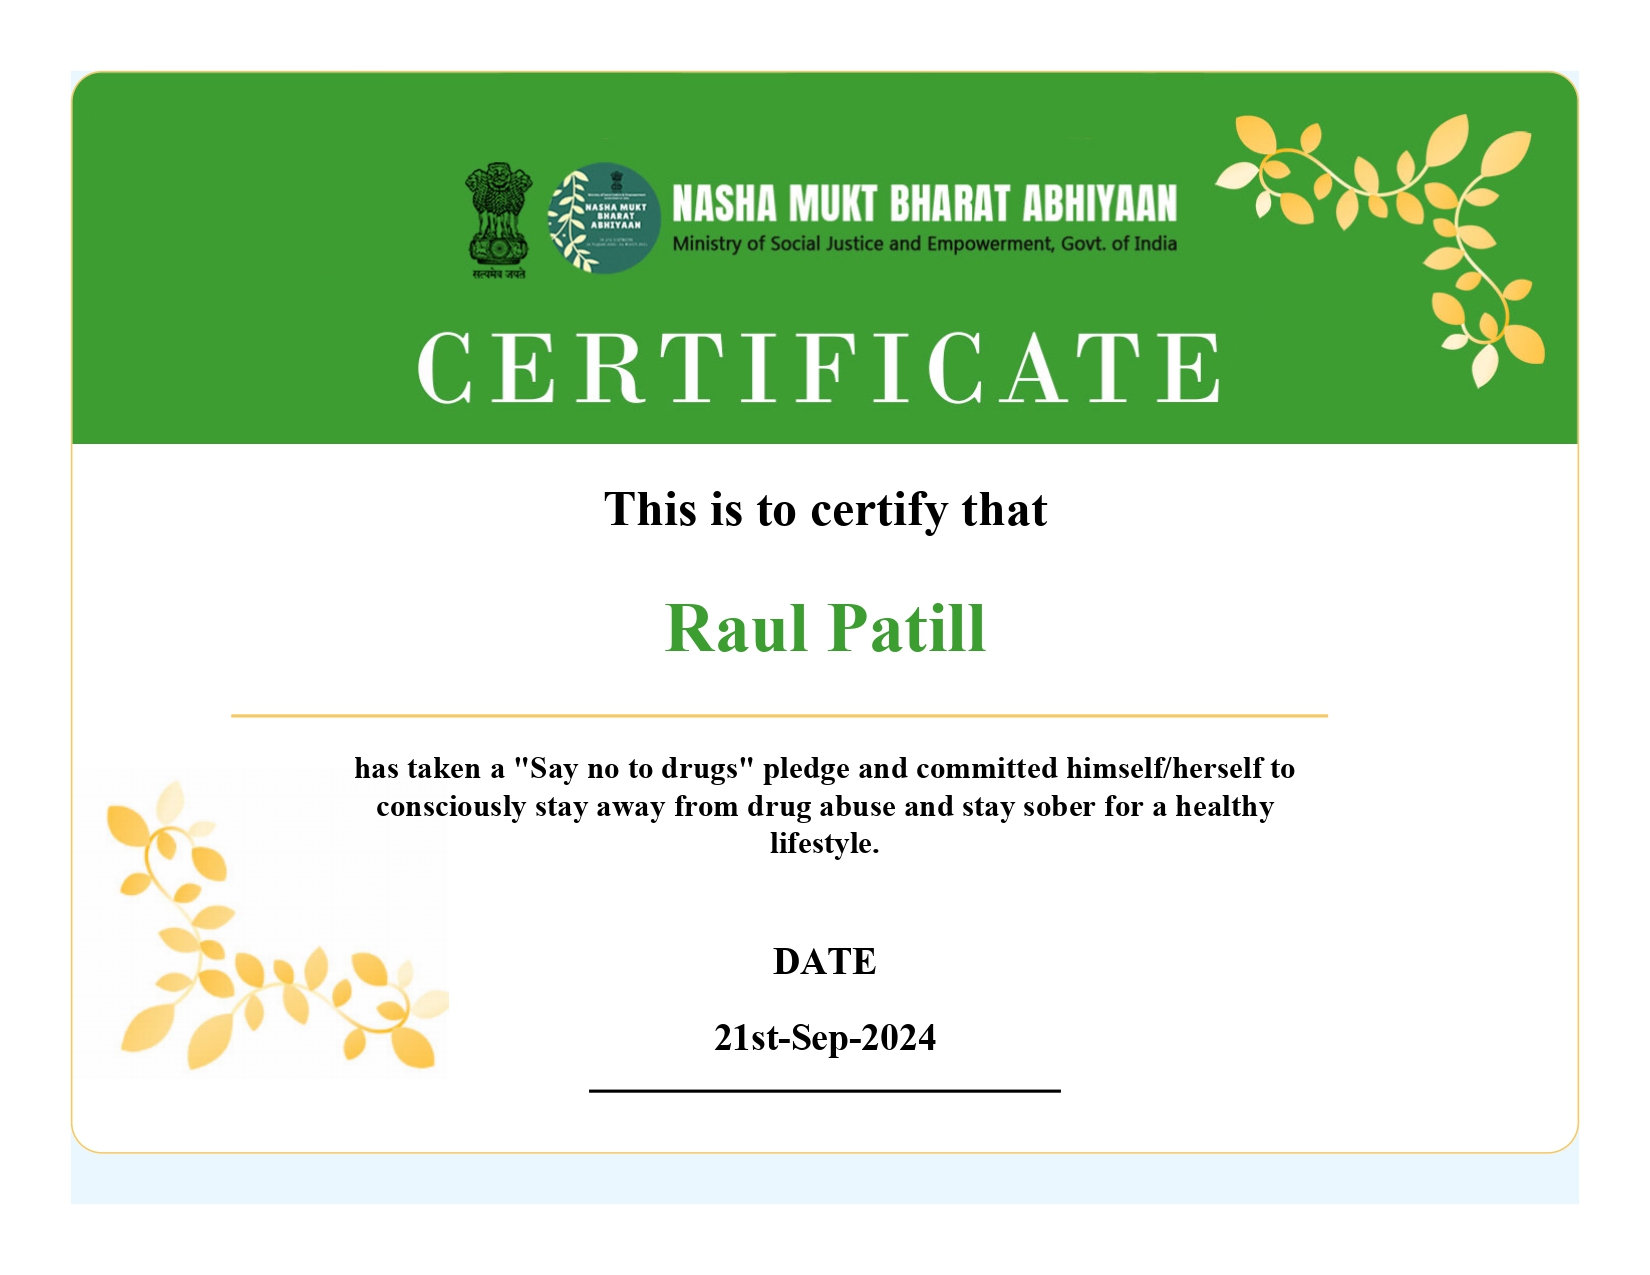 NASHA MUKT
BHARAT
ABHIYAAN
सत्यमेव जयते
NASHA MUKT BHARAT ABHIYAAN
Ministry of Social Justice and Empowerment, Govt. of India
CERTIFICATE
This is to certify that
Raul Patill
has taken a "Say no to drugs" pledge and committed himself/herself to
consciously stay away from drug abuse and stay sober for a healthy
lifestyle.
DATE
21st-Sep-2024